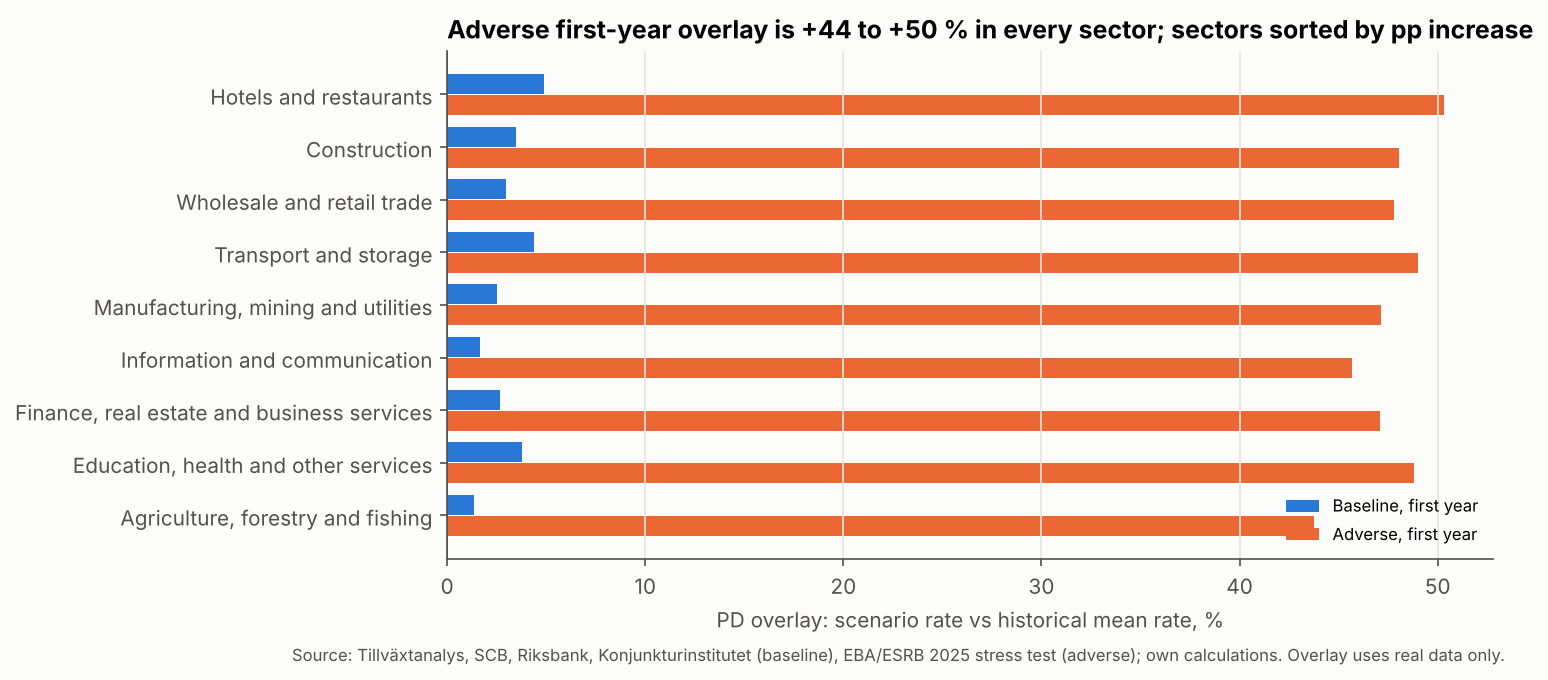 Adverse first-year overlay is +44 to +50 % in every sector; sectors sorted by pp increase
Hotels and restaurants
Construction
Wholesale and retail trade
Transport and storage
Manufacturing, mining and utilities
Information and communication
Finance, real estate and business services
Education, health and other services
Agriculture, forestry and fishing
Baseline, first year
Adverse, first year
0 10 20 30 40 50
PD overlay: scenario rate vs historical mean rate, %
Source: Tillväxtanalys, SCB, Riksbank, Konjunkturinstitutet (baseline), EBA/ESRB 2025 stress test (adverse); own calculations. Overlay uses real data only.